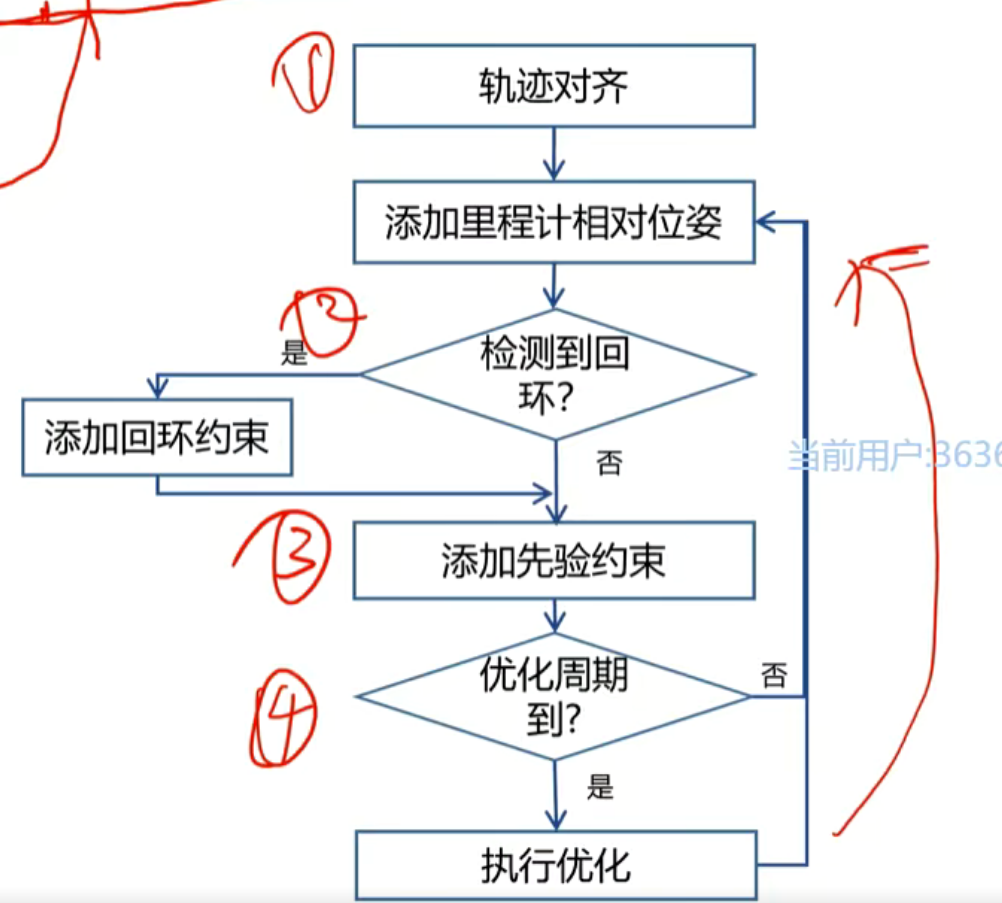 ①
轨迹对齐
添加里程计相对位姿
②
是
检测到回
环?
添加回环约束
否
当前用户:3636
③
添加先验约束
④
优化周期
到?
否
是
执行优化